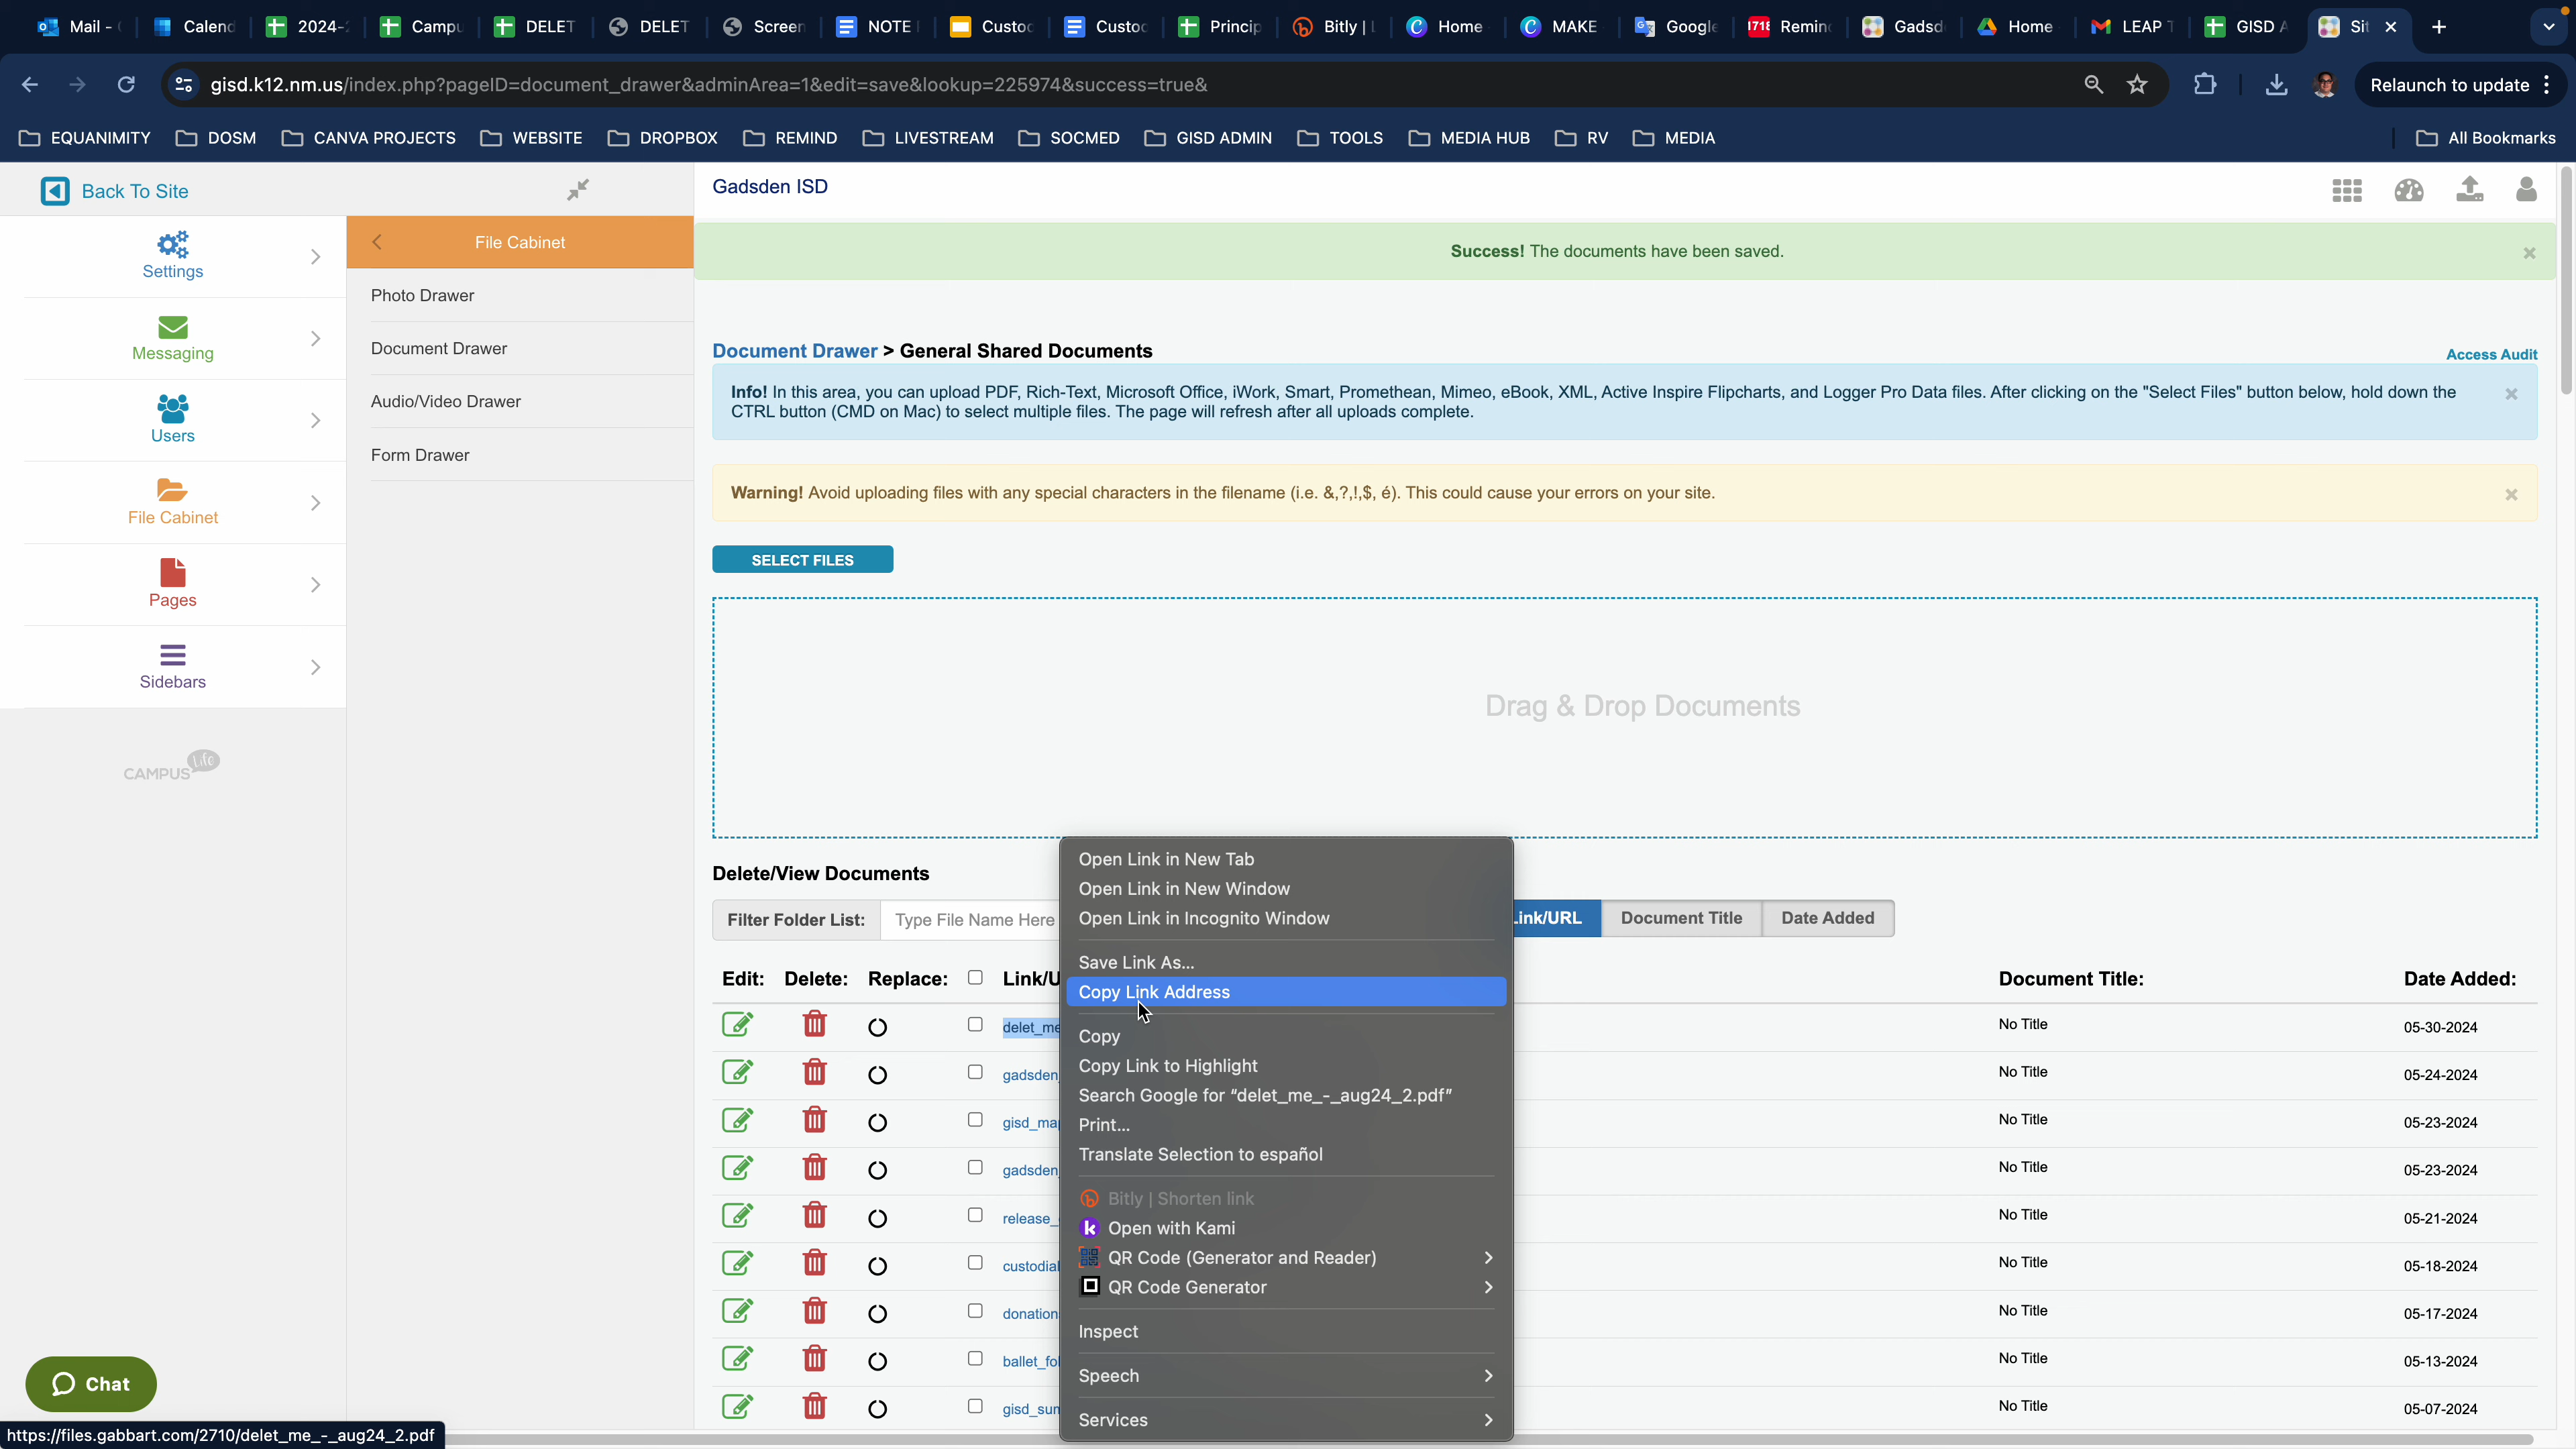 Mail -
Calend
2024-2
Campu
DELET
DELET
Screen
NOTE
Custod
Custod
Princip
Bitly | L
Home -
MAKE
Google
1718
Remind
Gadsd
Home
LEAP T
GISD A
Sit
gisd.k12.nm.us/index.php?pageID=document_drawer&adminArea=1&edit=save&lookup=225974&success=true&
Relaunch to update
EQUANIMITY
DOSM
CANVA PROJECTS
WEBSITE
DROPBOX
REMIND
LIVESTREAM
SOCMED
GISD ADMIN
TOOLS
MEDIA HUB
RV
MEDIA
All Bookmarks
Back To Site
Gadsden ISD
Settings
Messaging
Users
File Cabinet
Pages
Sidebars
CAMPUS Life
File Cabinet
Photo Drawer
Document Drawer
Audio/Video Drawer
Form Drawer
Success! The documents have been saved.
Document Drawer > General Shared Documents
Access Audit
Info! In this area, you can upload PDF, Rich-Text, Microsoft Office, iWork, Smart, Promethean, Mimeo, eBook, XML, Active Inspire Flipcharts, and Logger Pro Data files. After clicking on the "Select Files" button below, hold down the
CTRL button (CMD on Mac) to select multiple files. The page will refresh after all uploads complete.
Warning! Avoid uploading files with any special characters in the filename (i.e. &,?,!,$, é). This could cause your errors on your site.
SELECT FILES
Drag & Drop Documents
Delete/View Documents
Filter Folder List:
Type File Name Here
Link/URL
Document Title
Date Added
Edit:
Delete:
Replace:
Link/U
Document Title:
Date Added:
delet_me
No Title
05-30-2024
gadsden_
No Title
05-24-2024
gisd_map
No Title
05-23-2024
gadsden_
No Title
05-23-2024
release_
No Title
05-21-2024
custodial
No Title
05-18-2024
donation
No Title
05-17-2024
ballet_fol
No Title
05-13-2024
gisd_sum
No Title
05-07-2024
Open Link in New Tab
Open Link in New Window
Open Link in Incognito Window
Save Link As...
Copy Link Address
Copy
Copy Link to Highlight
Search Google for “delet_me_-_aug24_2.pdf”
Print...
Translate Selection to español
Bitly | Shorten link
Open with Kami
QR Code (Generator and Reader)
QR Code Generator
Inspect
Speech
Services
Chat
https://files.gabbart.com/2710/delet_me_-_aug24_2.pdf